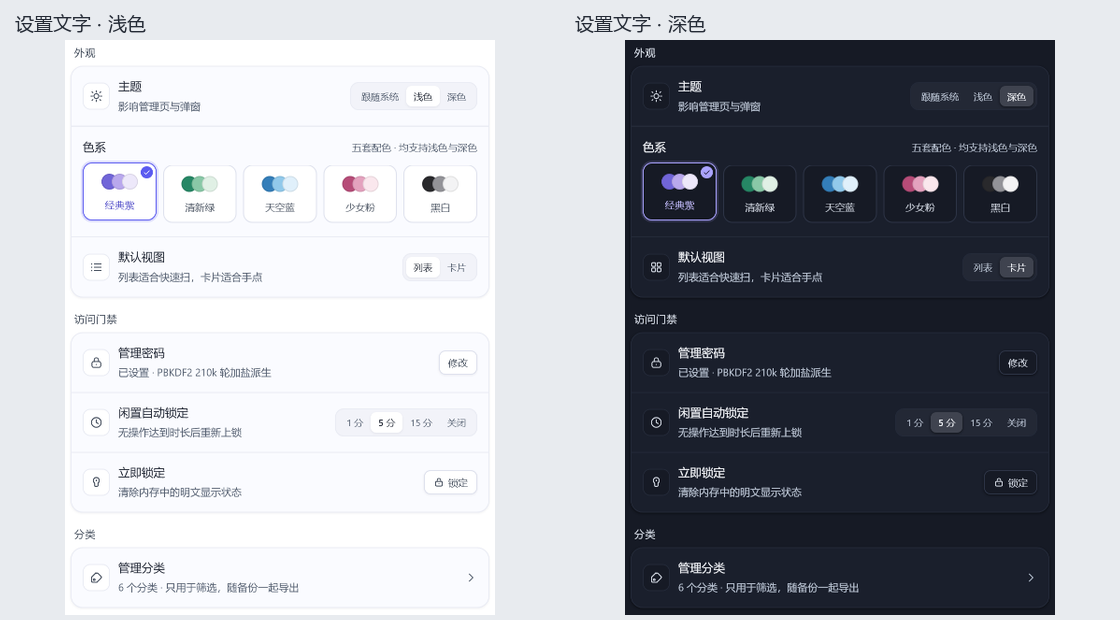 设置文字 · 浅色
外观
主题
影响管理页与弹窗
跟随系统 浅色 深色
色系
五套配色 · 均支持浅色与深色
经典紫 清新绿 天空蓝 少女粉 黑白
默认视图
列表适合快速扫，卡片适合手点
列表 卡片
访问门禁
管理密码
已设置 · PBKDF2 210k 轮加盐派生
修改
闲置自动锁定
无操作达到时长后重新上锁
1 分 5 分 15 分 关闭
立即锁定
清除内存中的明文显示状态
锁定
分类
管理分类
6 个分类 · 只用于筛选，随备份一起导出
设置文字 · 深色
外观
主题
影响管理页与弹窗
跟随系统 浅色 深色
色系
五套配色 · 均支持浅色与深色
经典紫 清新绿 天空蓝 少女粉 黑白
默认视图
列表适合快速扫，卡片适合手点
列表 卡片
访问门禁
管理密码
已设置 · PBKDF2 210k 轮加盐派生
修改
闲置自动锁定
无操作达到时长后重新上锁
1 分 5 分 15 分 关闭
立即锁定
清除内存中的明文显示状态
锁定
分类
管理分类
6 个分类 · 只用于筛选，随备份一起导出